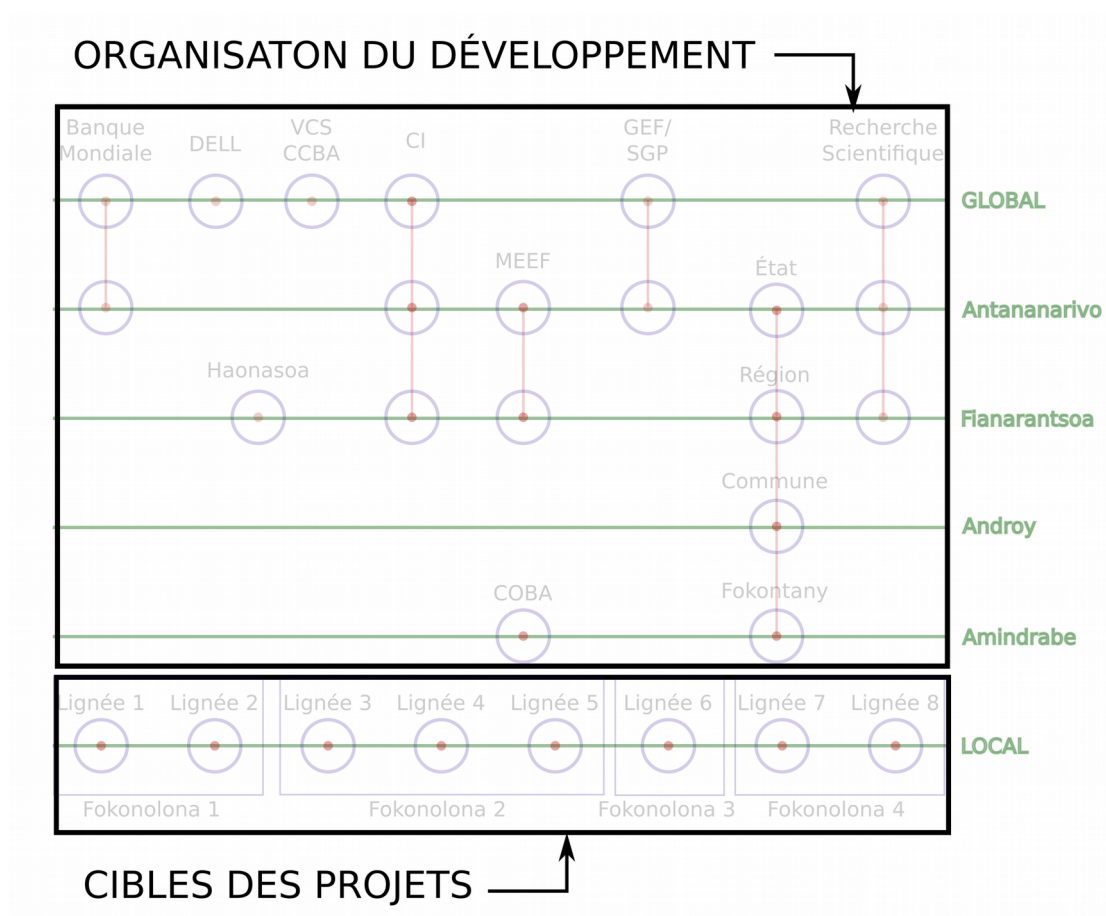 ORGANISATON DU DÉVELOPPEMENT
Banque
Mondiale
DELL
VCS
CCBA
CI
GEF/
SGP
Recherche
Scientifique
GLOBAL
MEEF
État
Antananarivo
Haonasoa
Région
Fianarantsoa
Commune
Androy
COBA
Fokontany
Amindrabe
Lignée 1
Lignée 2
Lignée 3
Lignée 4
Lignée 5
Lignée 6
Lignée 7
Lignée 8
LOCAL
Fokonolona 1
Fokonolona 2
Fokonolona 3
Fokonolona 4
CIBLES DES PROJETS